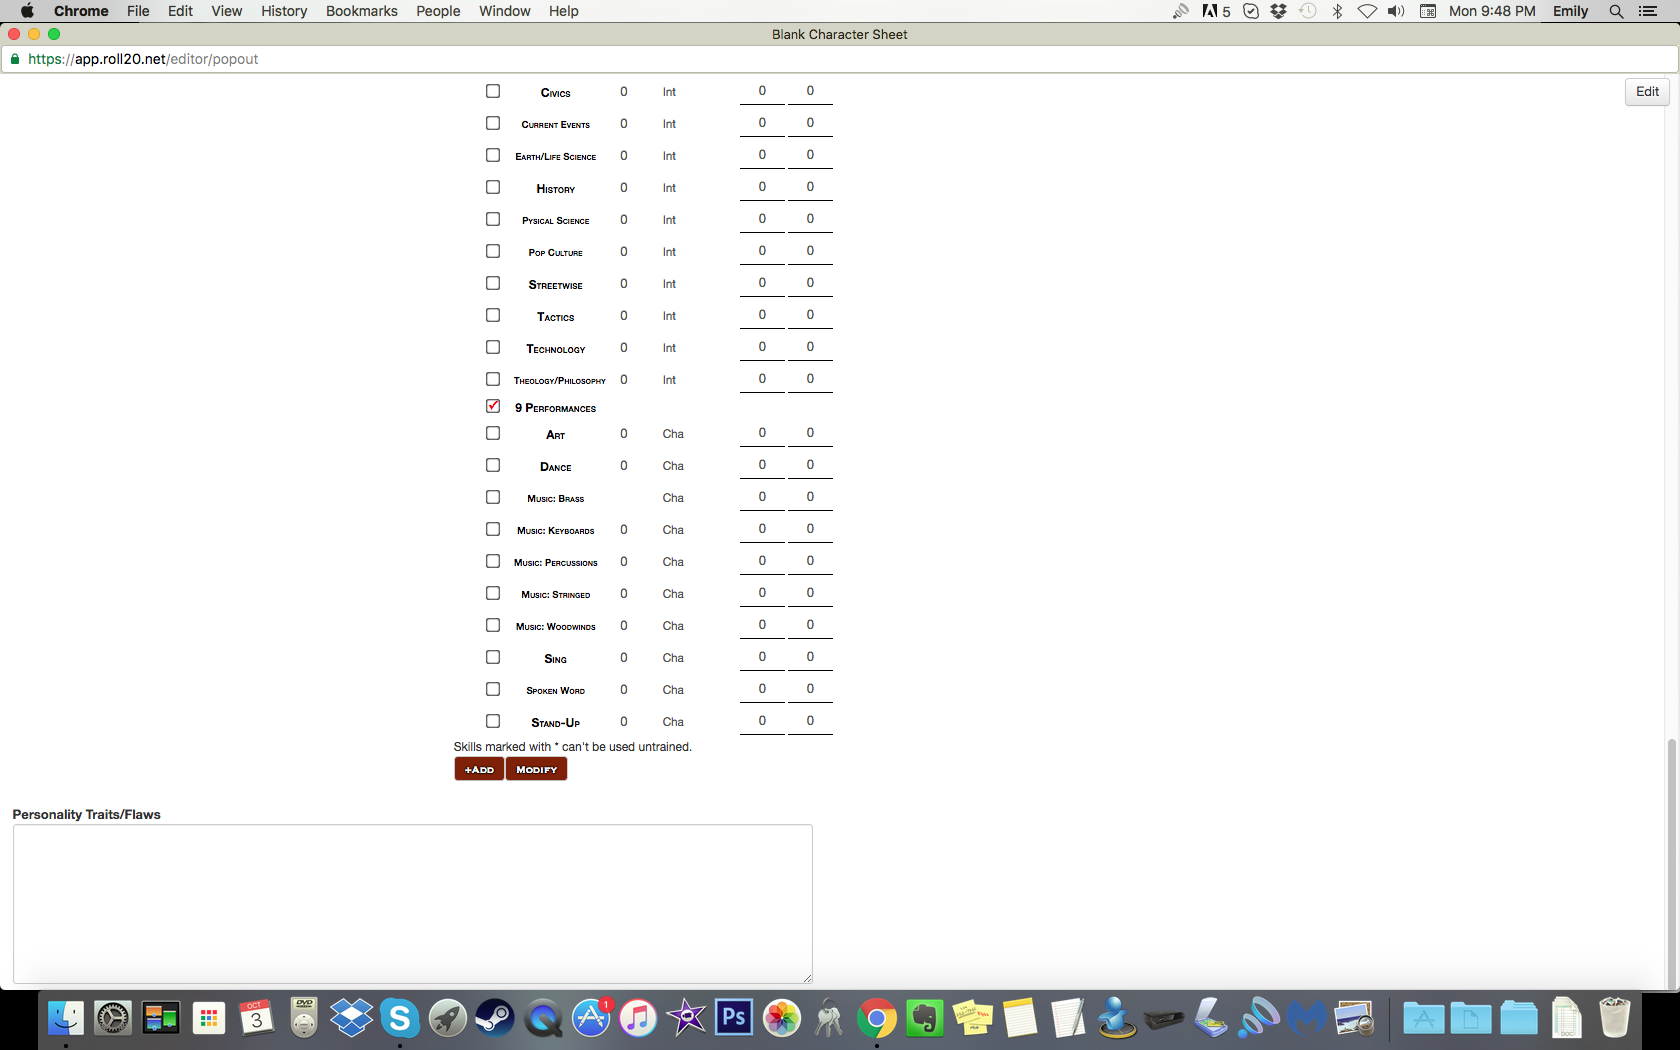 Chrome File Edit View History Bookmarks People Window Help 5 Mon 9:48 PM Emily
Blank Character Sheet
https://app.roll20.net/editor/popout
Edit
Civics 0 Int 0 0
Current Events 0 Int 0 0
Earth/Life Science 0 Int 0 0
History 0 Int 0 0
Pysical Science 0 Int 0 0
Pop Culture 0 Int 0 0
Streetwise 0 Int 0 0
Tactics 0 Int 0 0
Technology 0 Int 0 0
Theology/Philosophy 0 Int 0 0
9 Performances
Art 0 Cha 0 0
Dance 0 Cha 0 0
Music: Brass Cha 0 0
Music: Keyboards 0 Cha 0 0
Music: Percussions 0 Cha 0 0
Music: Stringed 0 Cha 0 0
Music: Woodwinds 0 Cha 0 0
Sing 0 Cha 0 0
Spoken Word 0 Cha 0 0
Stand-Up 0 Cha 0 0
Skills marked with * can't be used untrained.
+Add Modify
Personality Traits/Flaws
OCT
3
DVD
1
Ps